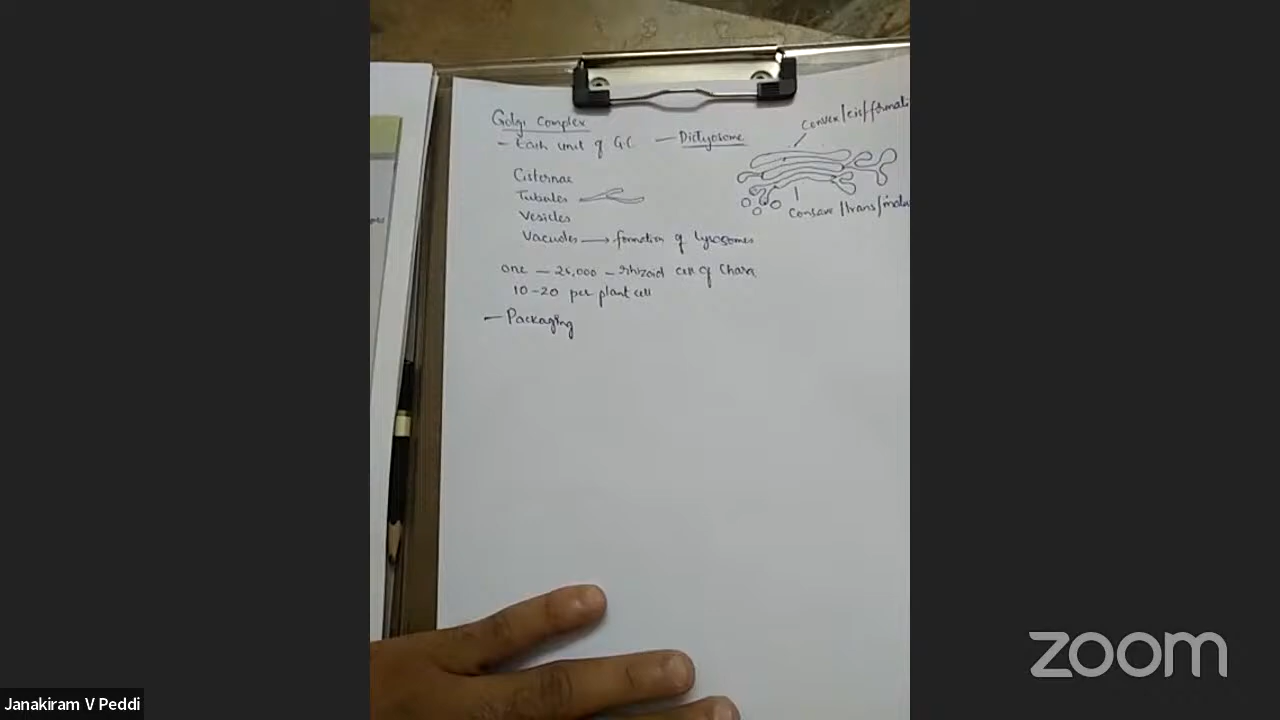 Golgi Complex
- Each unit of G.C. — Dictyosome
Convex/cis/formati
Cisternae
Tubules
Vesicles
Vacuoles → formation of lysosomes
Concave/trans/matu
one — 25,000 — rhizoid cell of Chara
10-20 per plant cell
— Packaging
zoom
Janakiram V Peddi